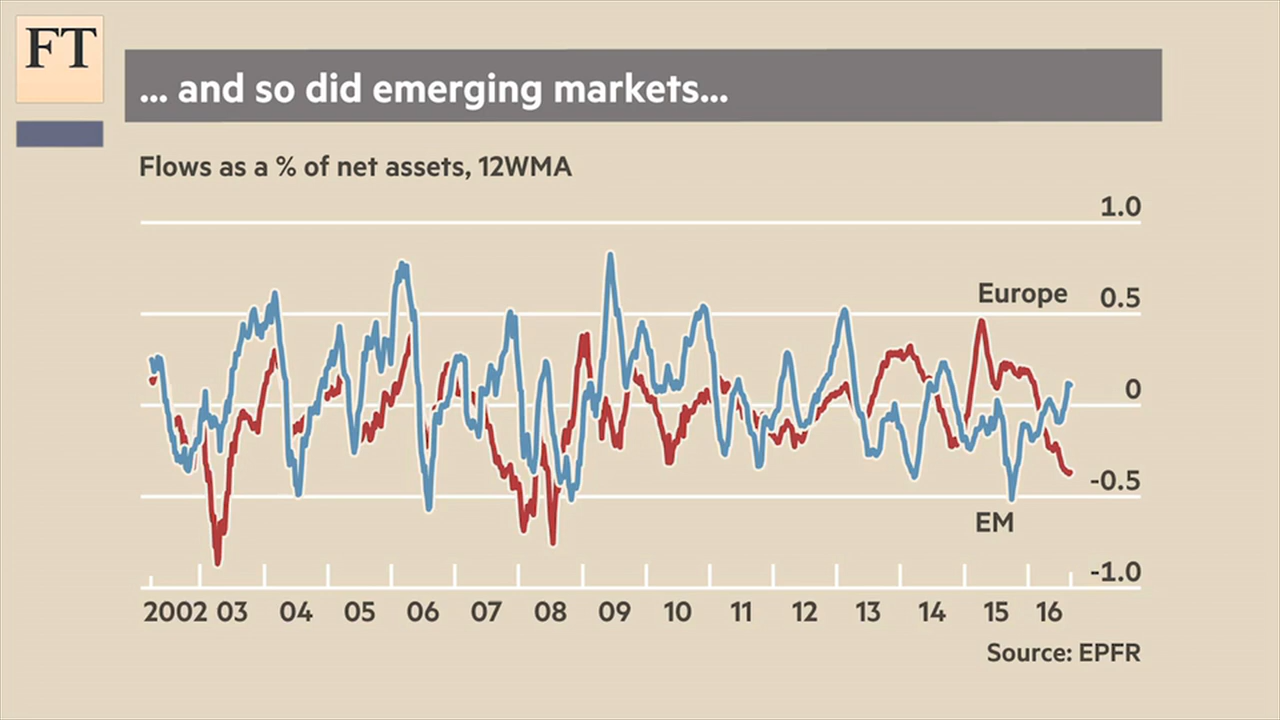 FT
... and so did emerging markets...
Flows as a % of net assets, 12WMA
1.0
Europe 0.5
0
-0.5
EM
-1.0
2002 03 04 05 06 07 08 09 10 11 12 13 14 15 16
Source: EPFR